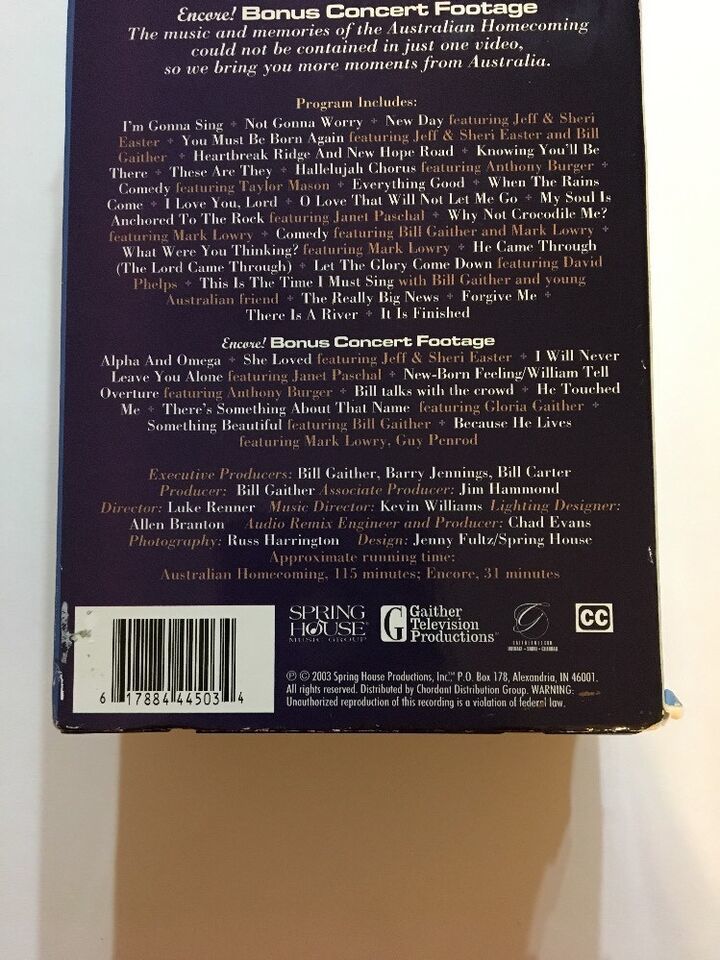 Encore! Bonus Concert Footage
The music and memories of the Australian Homecoming
could not be contained in just one video,
so we bring you more moments from Australia.
Program Includes:
I'm Gonna Sing + Not Gonna Worry + New Day featuring Jeff & Sheri
Easter + You Must Be Born Again featuring Jeff & Sheri Easter and Bill
Gaither + Heartbreak Ridge And New Hope Road + Knowing You'll Be
There + These Are They + Hallelujah Chorus featuring Anthony Burger +
Comedy featuring Taylor Mason + Everything Good + When The Rains
Come + I Love You, Lord + O Love That Will Not Let Me Go + My Soul Is
Anchored To The Rock featuring Janet Paschal + Why Not Crocodile Me?
featuring Mark Lowry + Comedy featuring Bill Gaither and Mark Lowry +
What Were You Thinking? featuring Mark Lowry + He Came Through
(The Lord Came Through) + Let The Glory Come Down featuring David
Phelps + This Is The Time I Must Sing with Bill Gaither and young
Australian friend + The Really Big News + Forgive Me +
There Is A River + It Is Finished
Encore! Bonus Concert Footage
Alpha And Omega + She Loved featuring Jeff & Sheri Easter + I Will Never
Leave You Alone featuring Janet Paschal + New-Born Feeling/William Tell
Overture featuring Anthony Burger + Bill talks with the crowd + He Touched
Me + There's Something About That Name featuring Gloria Gaither +
Something Beautiful featuring Bill Gaither + Because He Lives
featuring Mark Lowry, Guy Penrod
Executive Producers: Bill Gaither, Barry Jennings, Bill Carter
Producer: Bill Gaither Associate Producer: Jim Hammond
Director: Luke Renner Music Director: Kevin Williams Lighting Designer:
Allen Branton Audio Remix Engineer and Producer: Chad Evans
Photography: Russ Harrington Design: Jenny Fultz/Spring House
Approximate running time:
Australian Homecoming, 115 minutes; Encore, 31 minutes
SPRING HOUSE MUSIC GROUP
G Gaither Television Productions
CC
6 17884 44503 4
℗ © 2003 Spring House Productions, Inc.™ P.O. Box 178, Alexandria, IN 46001.
All rights reserved. Distributed by Chordant Distribution Group. WARNING:
Unauthorized reproduction of this recording is a violation of federal law.